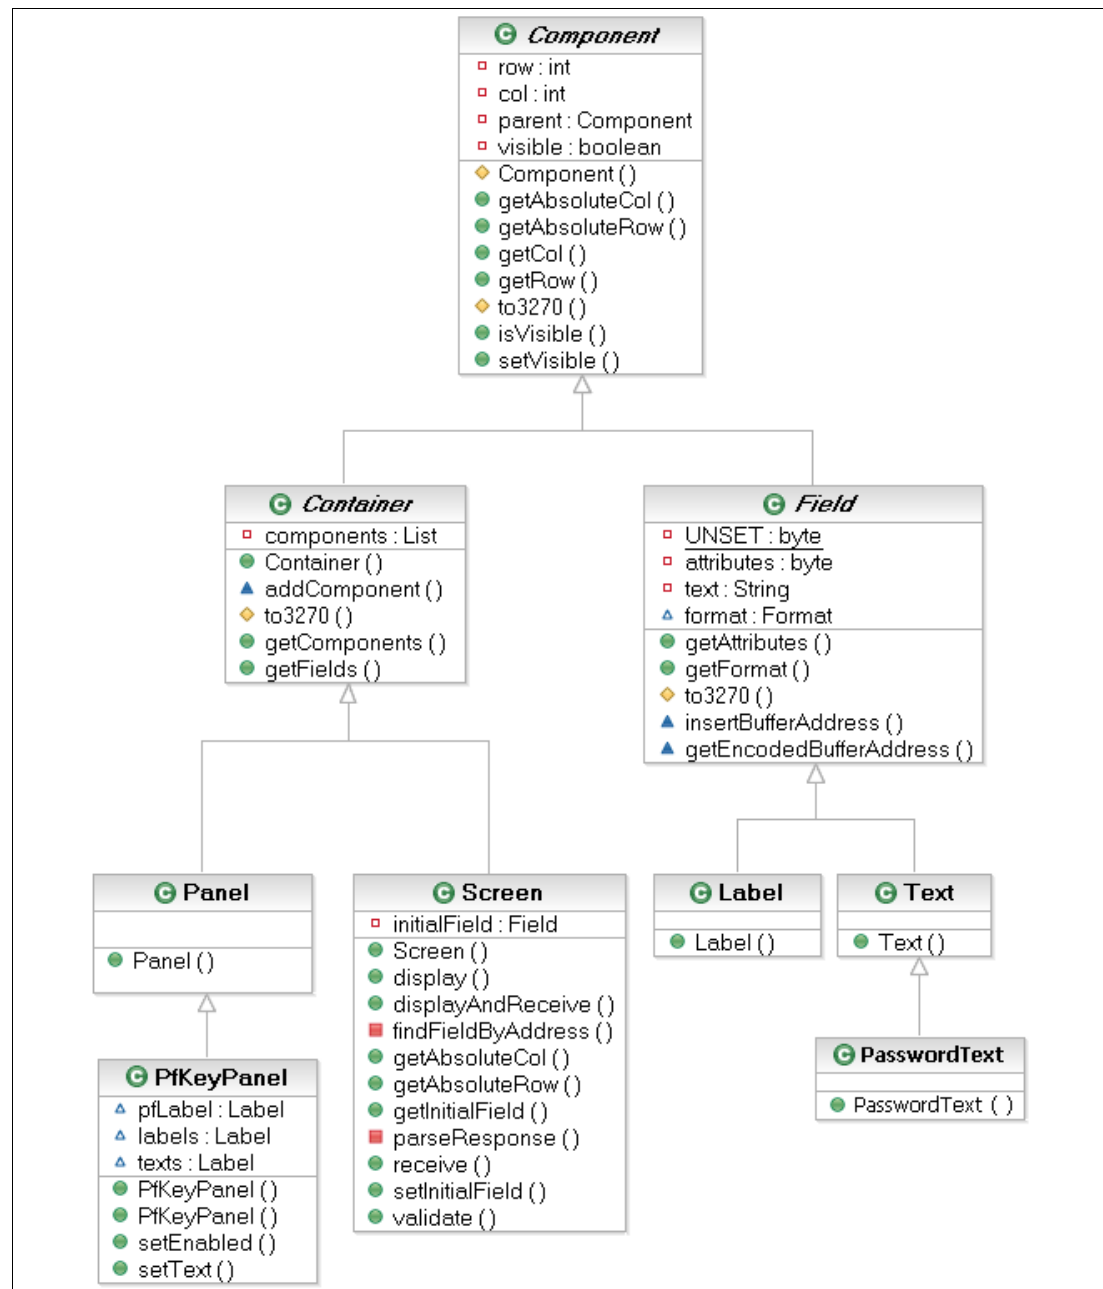 Component
row : int
col : int
parent : Component
visible : boolean
Component ( )
getAbsoluteCol ( )
getAbsoluteRow ( )
getCol ( )
getRow ( )
to3270 ( )
isVisible ( )
setVisible ( )
Container
components : List
Container ( )
addComponent ( )
to3270 ( )
getComponents ( )
getFields ( )
Field
UNSET : byte
attributes : byte
text : String
format : Format
getAttributes ( )
getFormat ( )
to3270 ( )
insertBufferAddress ( )
getEncodedBufferAddress ( )
Panel
Panel ( )
Screen
initialField : Field
Screen ( )
display ( )
displayAndReceive ( )
findFieldByAddress ( )
getAbsoluteCol ( )
getAbsoluteRow ( )
getInitialField ( )
parseResponse ( )
receive ( )
setInitialField ( )
validate ( )
Label
Label ( )
Text
Text ( )
PfKeyPanel
pfLabel : Label
labels : Label
texts : Label
PfKeyPanel ( )
PfKeyPanel ( )
setEnabled ( )
setText ( )
PasswordText
PasswordText ( )